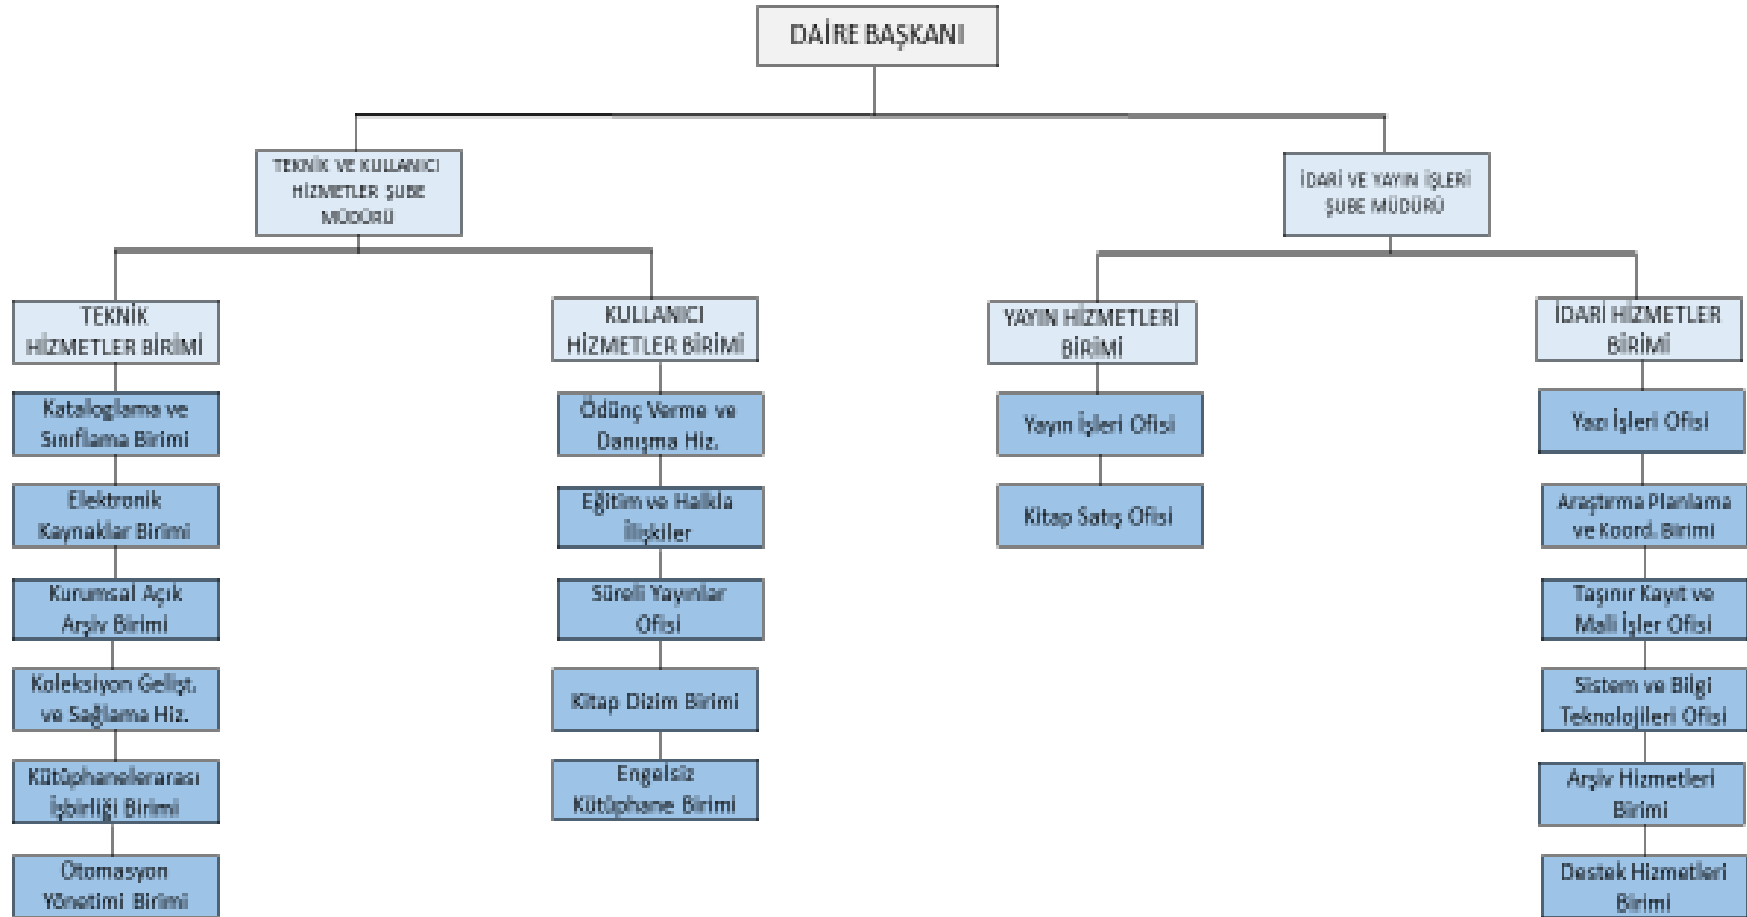 DAİRE BAŞKANI
TEKNİK VE KULLANICI
HİZMETLER ŞUBE
MÜDÜRÜ
İDARİ VE YAYIN İŞLERİ
ŞUBE MÜDÜRÜ
TEKNİK
HİZMETLER BİRİMİ
Kataloglama ve
Sınıflama Birimi
Elektronik
Kaynaklar Birimi
Kurumsal Açık
Arşiv Birimi
Koleksiyon Gelişt.
ve Sağlama Hiz.
Kütüphanelerarası
İşbirliği Birimi
Otomasyon
Yönetimi Birimi
KULLANICI
HİZMETLER BİRİMİ
Ödünç Verme ve
Danışma Hiz.
Eğitim ve Halkla
İlişkiler
Süreli Yayınlar
Ofisi
Kitap Dizim Birimi
Engelsiz
Kütüphane Birimi
YAYIN HİZMETLERİ
BİRİMİ
Yayın İşleri Ofisi
Kitap Satış Ofisi
İDARİ HİZMETLER
BİRİMİ
Yazı İşleri Ofisi
Araştırma Planlama
ve Koord. Birimi
Taşınır Kayıt ve
Mali İşler Ofisi
Sistem ve Bilgi
Teknolojileri Ofisi
Arşiv Hizmetleri
Birimi
Destek Hizmetleri
Birimi